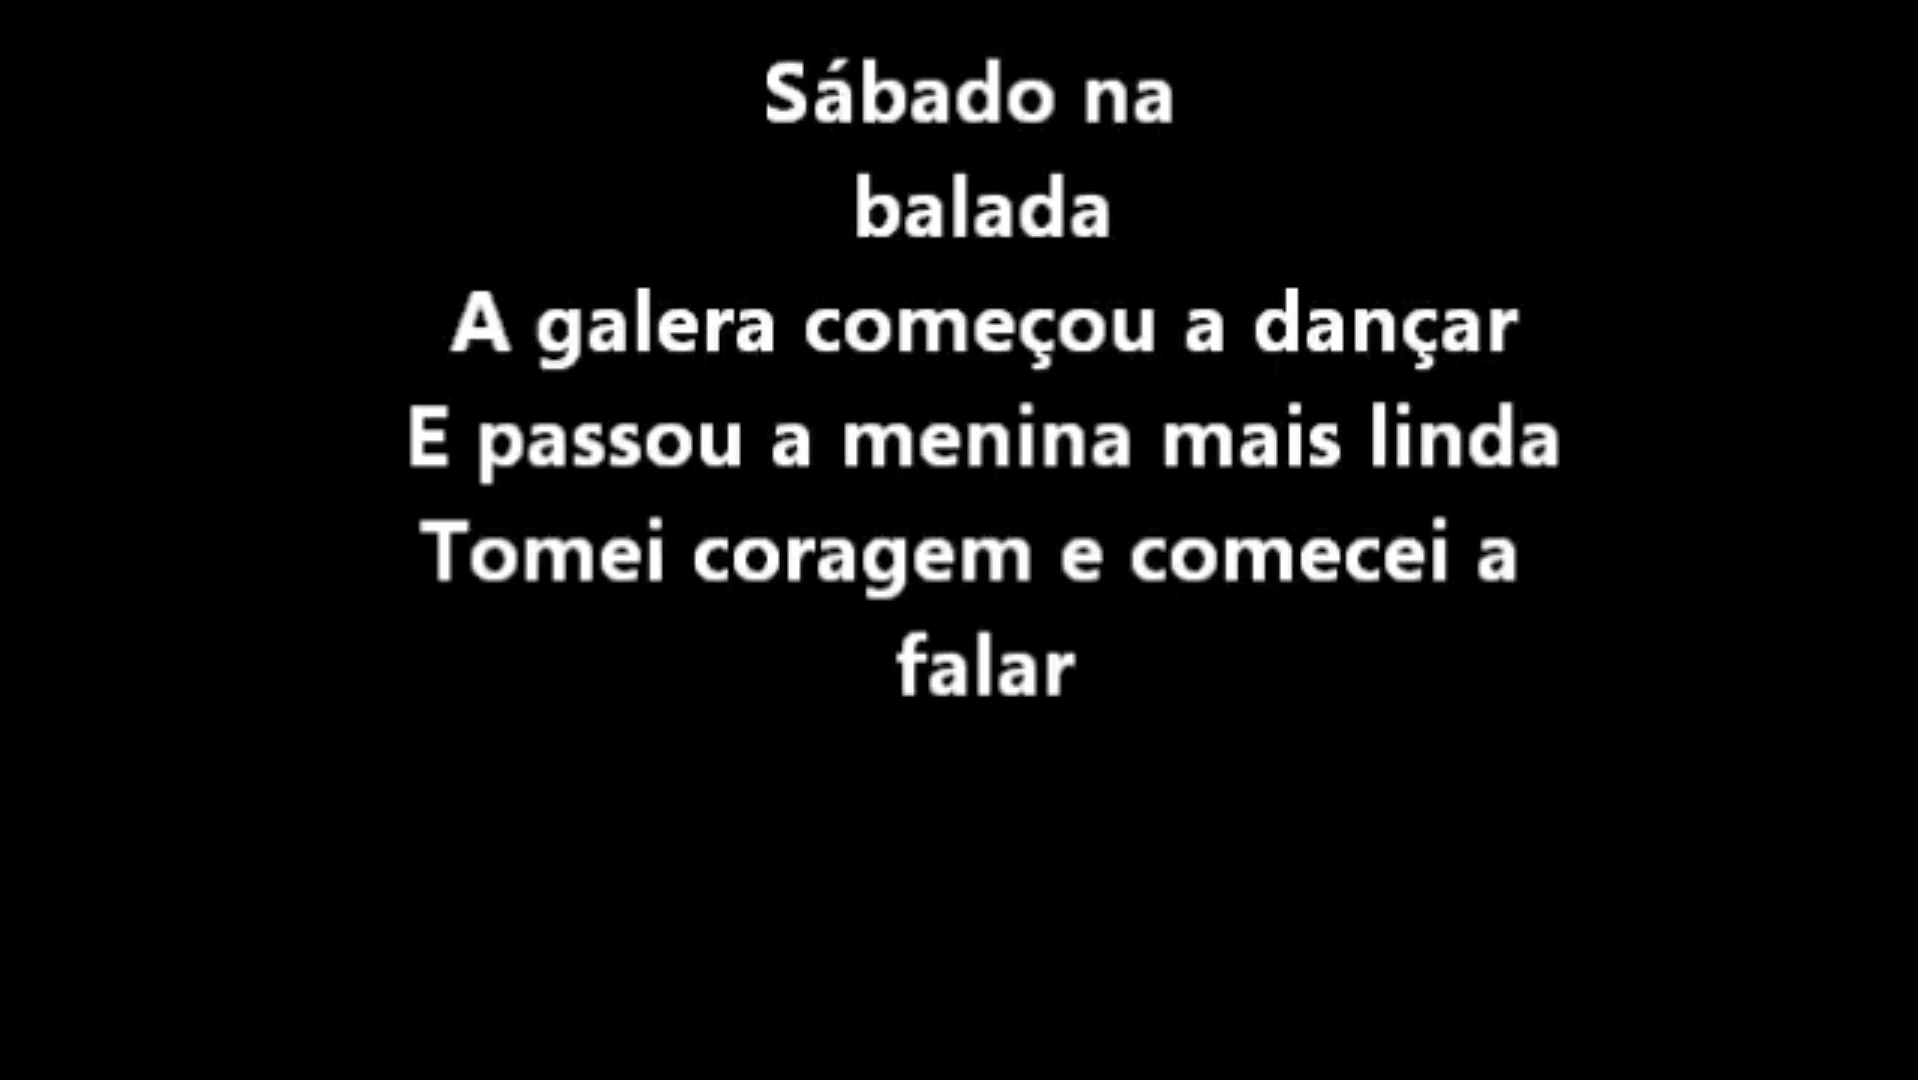 Sábado na
balada
A galera começou a dançar
E passou a menina mais linda
Tomei coragem e comecei a
falar